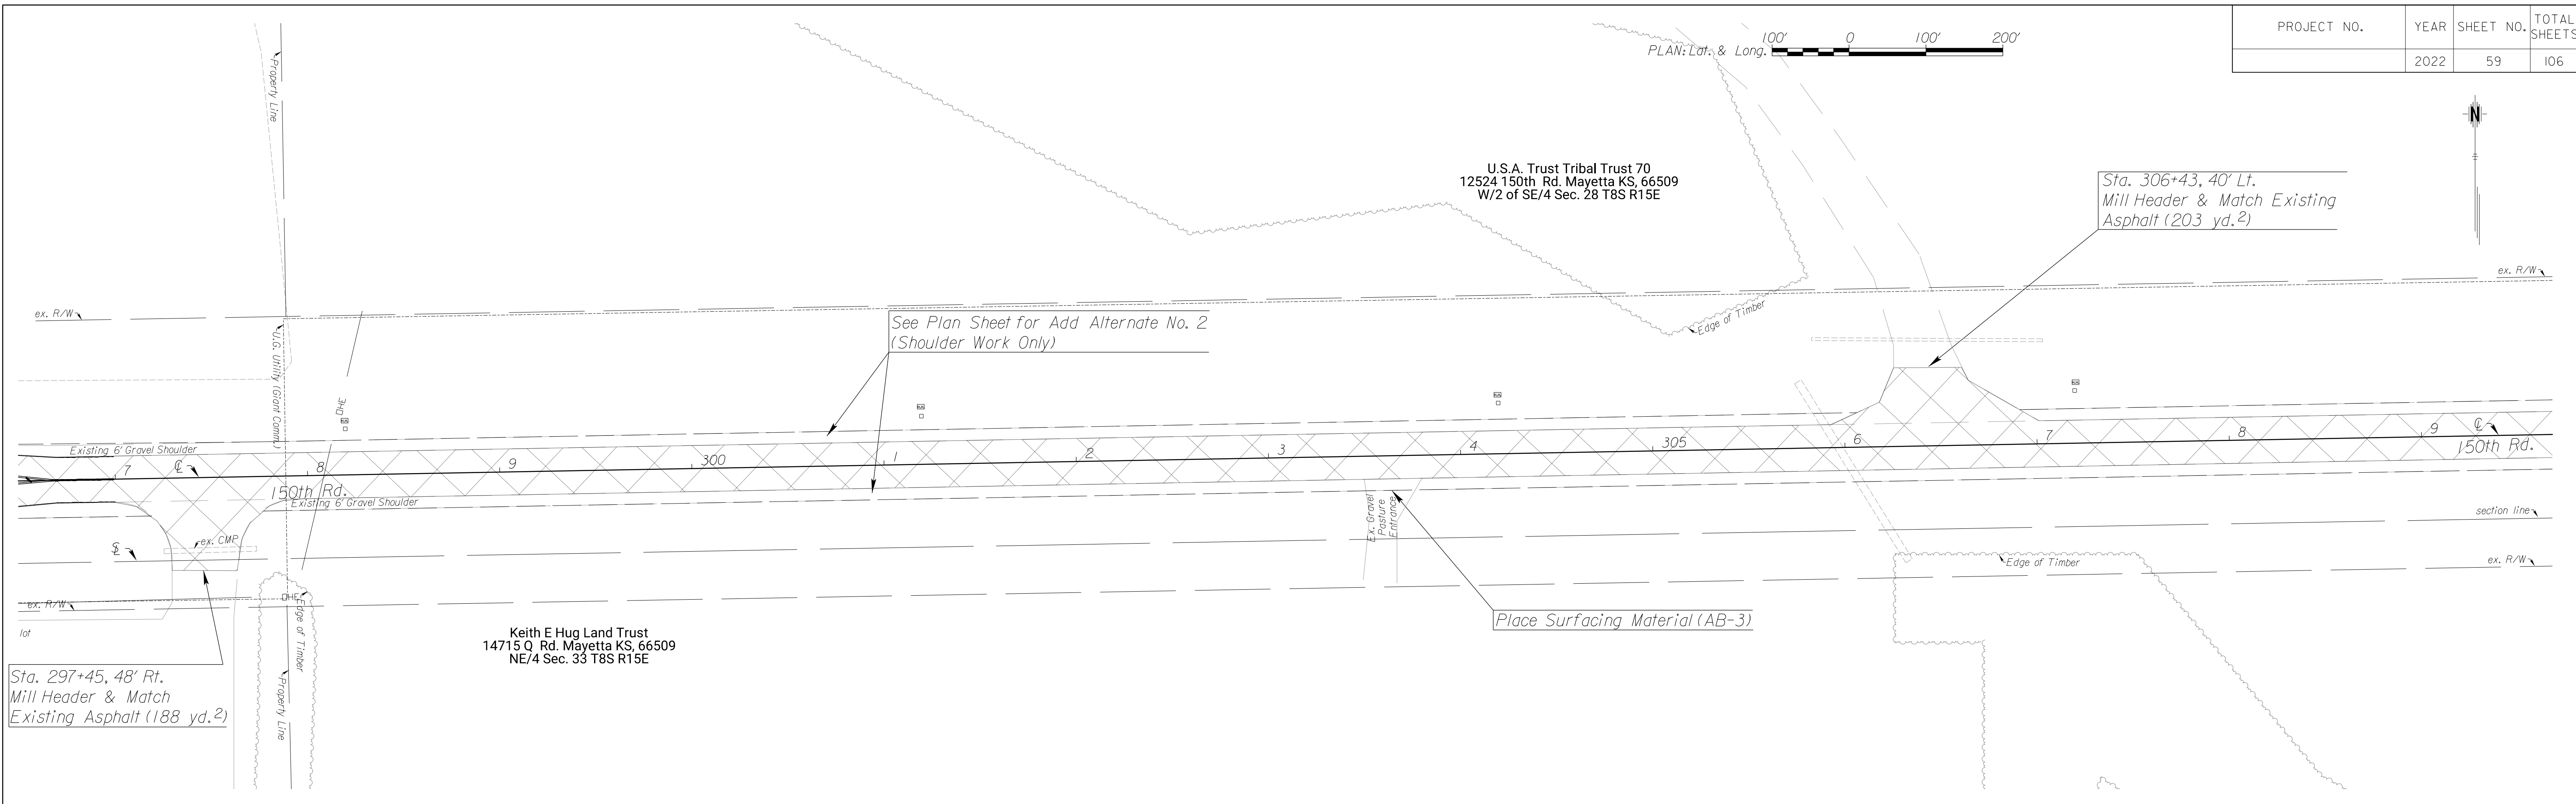 PROJECT NO.
YEAR
SHEET NO.
TOTAL
SHEETS
2022
59
106
100'
0
100'
200'
PLAN: Lat. & Long.
N
Property Line
U.S.A. Trust Tribal Trust 70
12524 150th Rd. Mayetta KS, 66509
W/2 of SE/4 Sec. 28 T8S R15E
Sta. 306+43, 40' Lt.
Mill Header & Match Existing
Asphalt (203 yd.2)
ex. R/W
ex. R/W
See Plan Sheet for Add Alternate No. 2
(Shoulder Work Only)
Edge of Timber
U.G. Utility (Giant Comm.)
OHE
Existing 6' Gravel Shoulder
7
℄
8
9
300
1
2
3
4
305
6
7
8
9
℄
150th Rd.
150th Rd.
Existing 6' Gravel Shoulder
Ex. Gravel
Pasture
Entrance
section line
ex. CMP
Edge of Timber
ex. R/W
ex. R/W
OHE
Edge of Timber
lot
Keith E Hug Land Trust
14715 Q Rd. Mayetta KS, 66509
NE/4 Sec. 33 T8S R15E
Place Surfacing Material (AB-3)
Sta. 297+45, 48' Rt.
Mill Header & Match
Existing Asphalt (188 yd.2)
Property Line